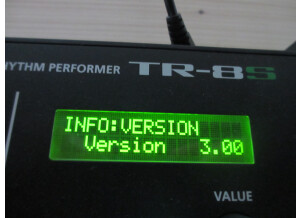 RHYTHM PERFORMER TR-8S
INFO:VERSION
Version 3.00
VALUE